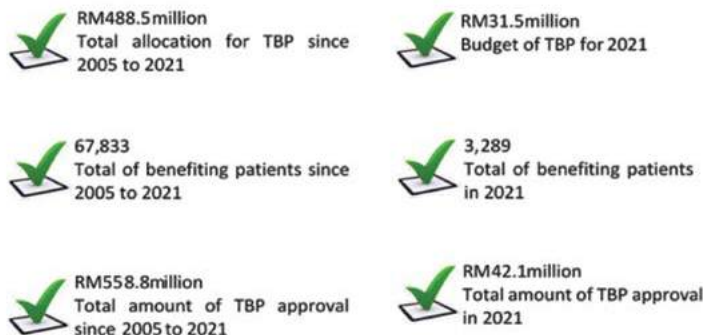 RM488.5million
Total allocation for TBP since
2005 to 2021
RM31.5million
Budget of TBP for 2021
67,833
Total of benefiting patients since
2005 to 2021
3,289
Total of benefiting patients
in 2021
RM558.8million
Total amount of TBP approval
since 2005 to 2021
RM42.1million
Total amount of TBP approval
in 2021